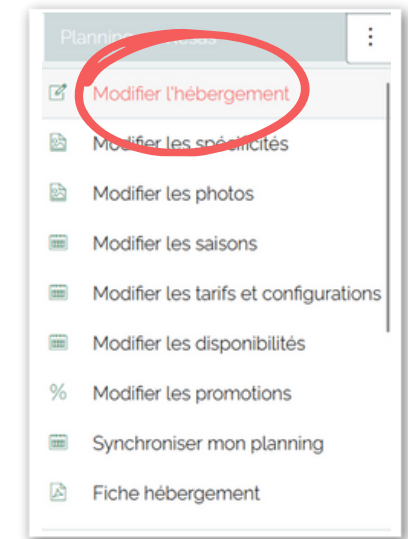 Planning
Modifier l'hébergement
Modifier les spécificités
Modifier les photos
Modifier les saisons
Modifier les tarifs et configurations
Modifier les disponibilités
% Modifier les promotions
Synchroniser mon planning
Fiche hébergement